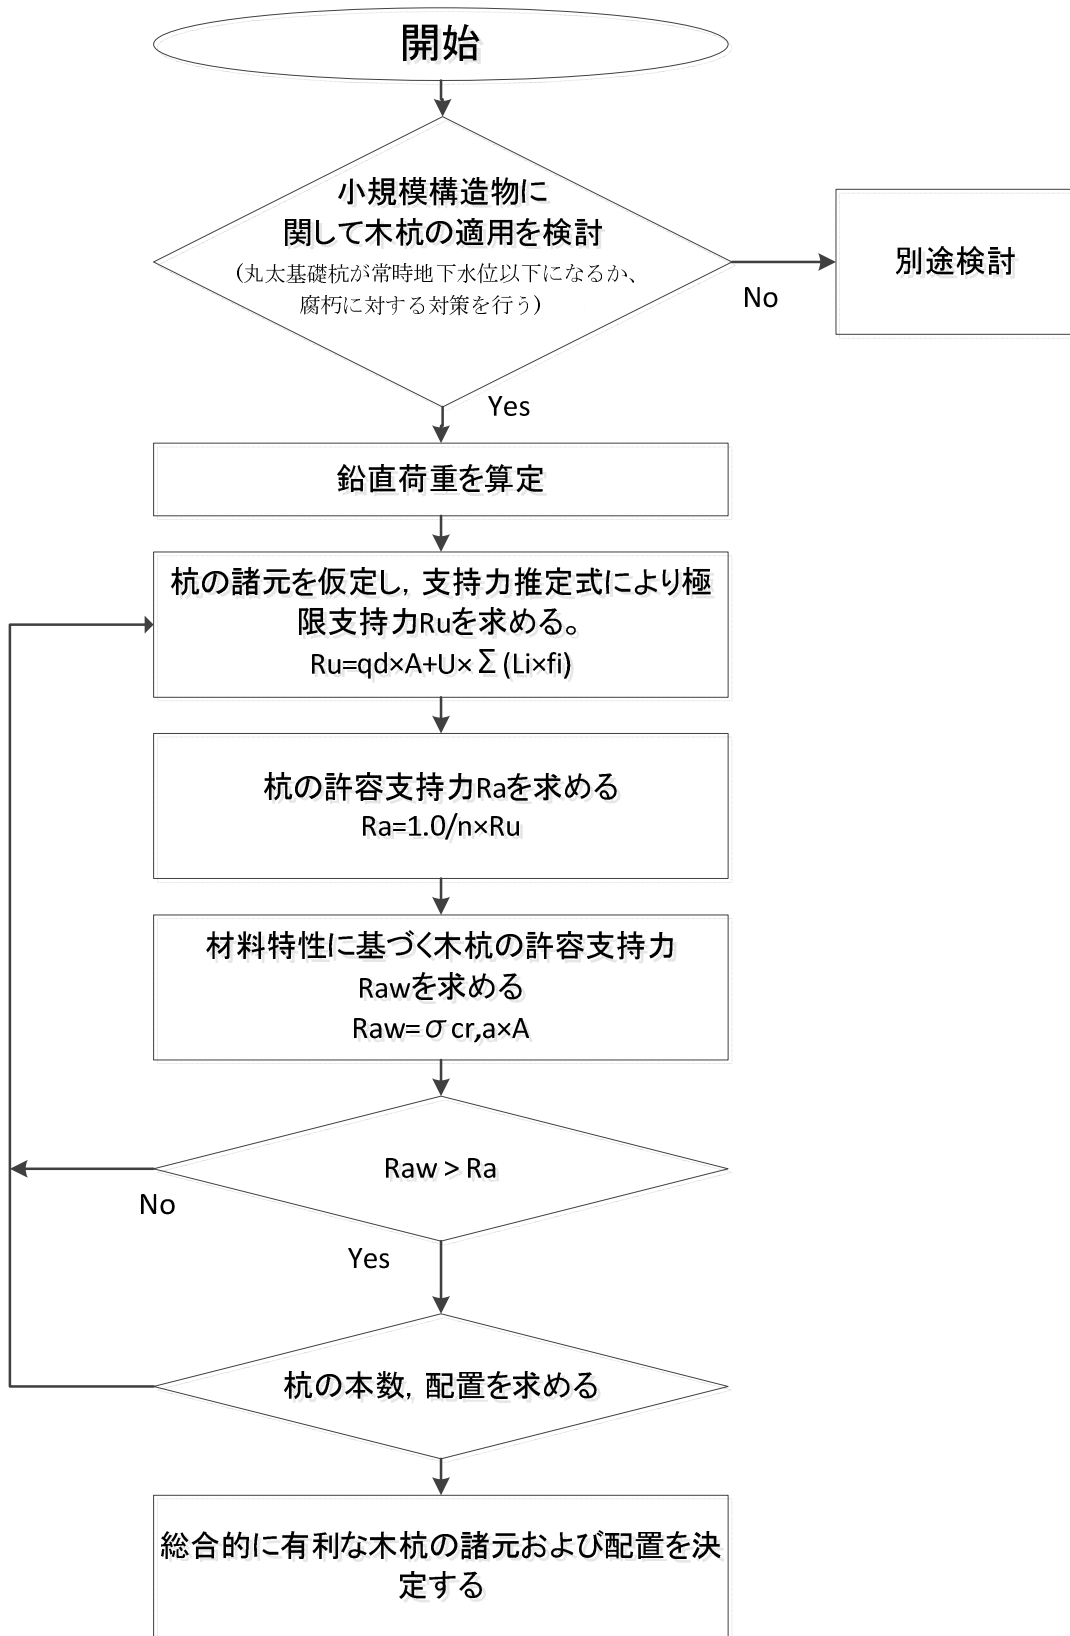 開始
小規模構造物に
関して木杭の適用を検討
(丸太基礎杭が常時地下水位以下になるか、
腐朽に対する対策を行う)
別途検討
No
Yes
鉛直荷重を算定
杭の諸元を仮定し，支持力推定式により極
限支持力Ruを求める。
Ru=qd×A+U×Σ(Li×fi)
杭の許容支持力Raを求める
Ra=1.0/n×Ru
材料特性に基づく木杭の許容支持力
Rawを求める
Raw=σcr,a×A
Raw > Ra
No
Yes
杭の本数，配置を求める
総合的に有利な木杭の諸元および配置を決
定する